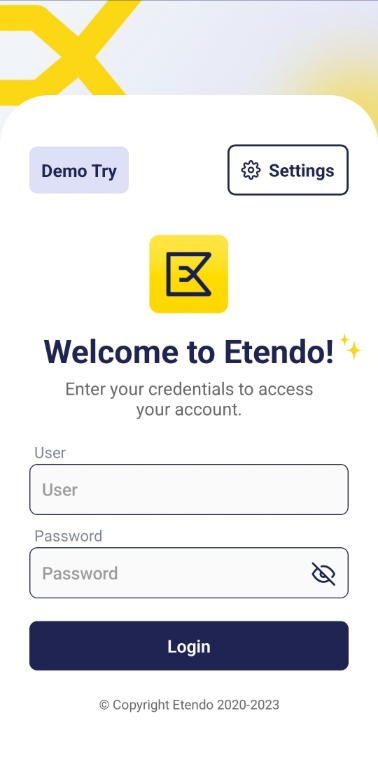 Demo Try
Settings
Welcome to Etendo!
Enter your credentials to access
your account.
User
User
Password
Password
Login
© Copyright Etendo 2020-2023